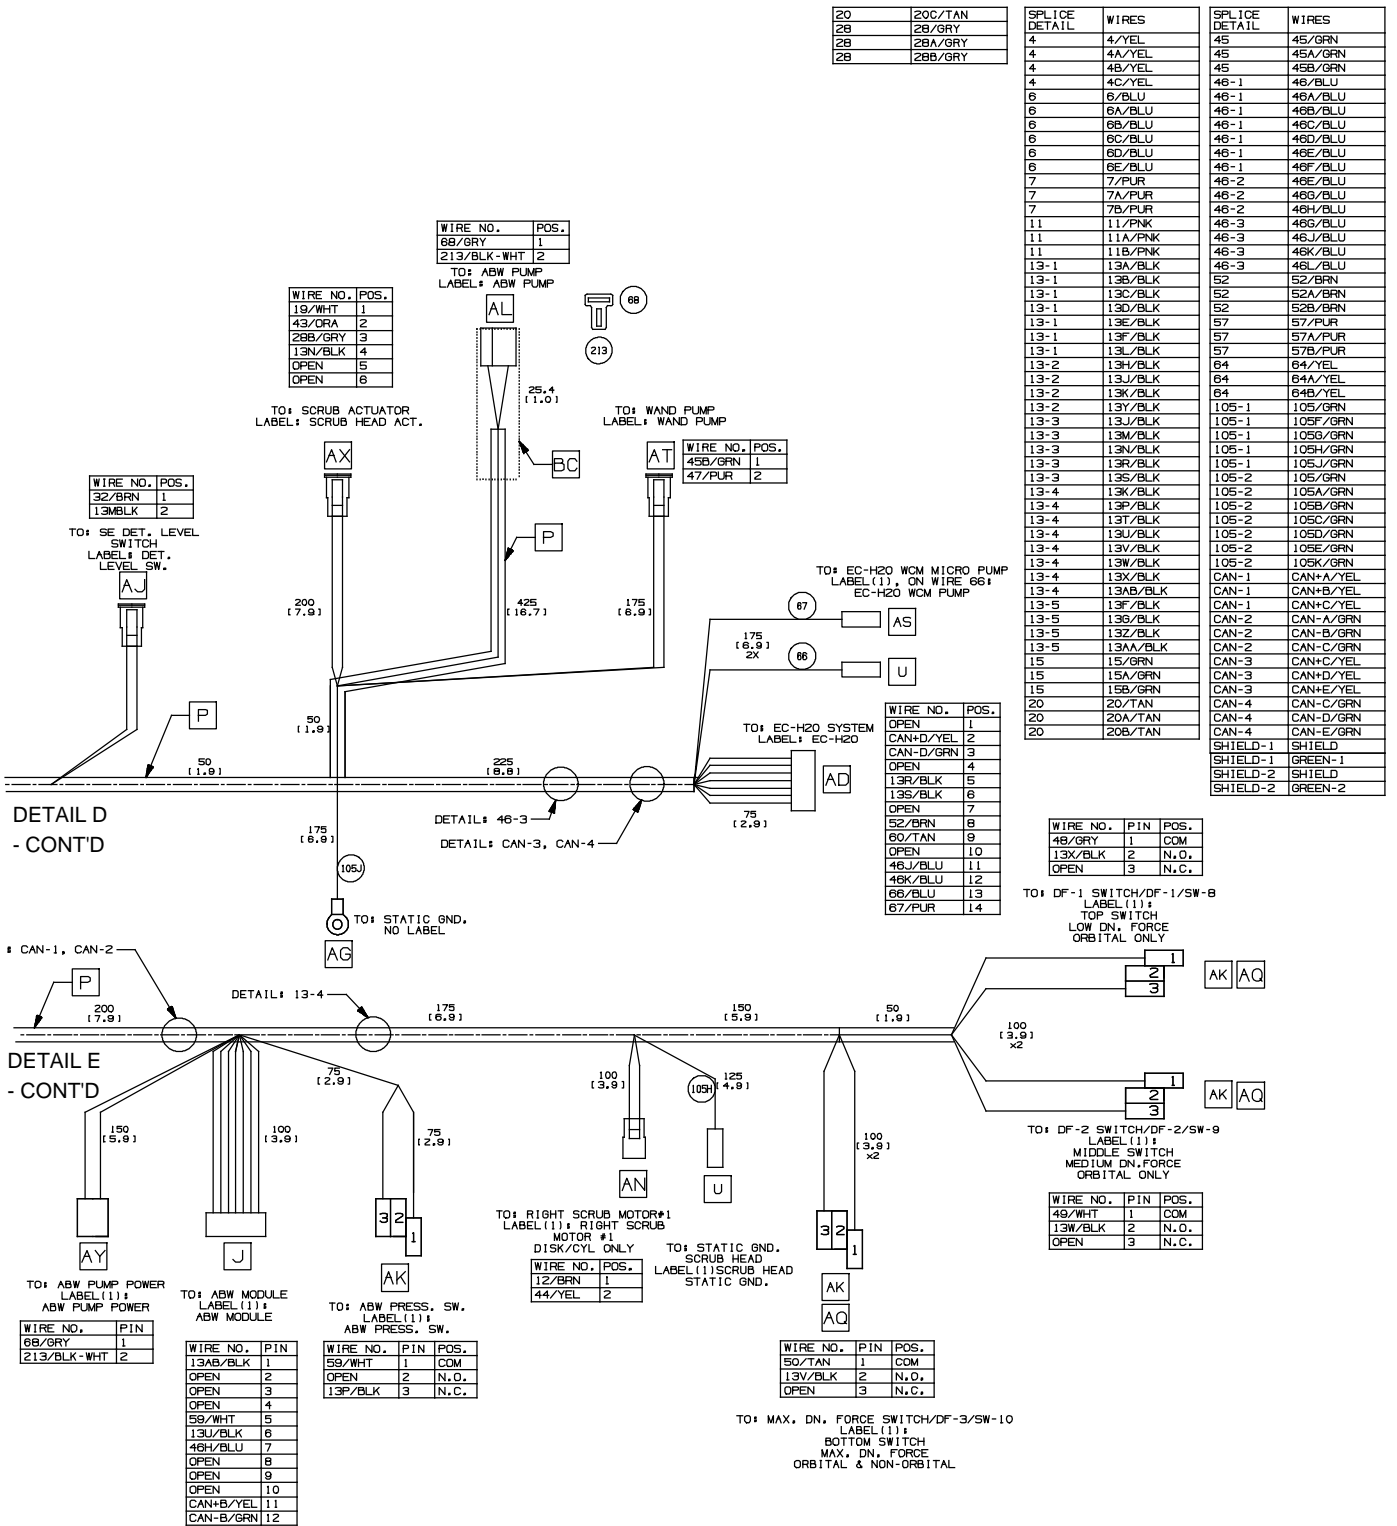 20 20C/TAN
28 28/GRY
28 28A/GRY
28 28B/GRY
SPLICE DETAIL WIRES
4 4/YEL
4 4A/YEL
4 4B/YEL
4 4C/YEL
6 6/BLU
6 6A/BLU
6 6B/BLU
6 6C/BLU
6 6D/BLU
6 6E/BLU
7 7/PUR
7 7A/PUR
7 7B/PUR
11 11/PNK
11 11A/PNK
11 11B/PNK
13-1 13A/BLK
13-1 13B/BLK
13-1 13C/BLK
13-1 13D/BLK
13-1 13E/BLK
13-1 13F/BLK
13-1 13L/BLK
13-2 13H/BLK
13-2 13J/BLK
13-2 13K/BLK
13-2 13Y/BLK
13-3 13J/BLK
13-3 13M/BLK
13-3 13N/BLK
13-3 13R/BLK
13-3 13S/BLK
13-4 13K/BLK
13-4 13P/BLK
13-4 13T/BLK
13-4 13U/BLK
13-4 13V/BLK
13-4 13W/BLK
13-4 13X/BLK
13-4 13AB/BLK
13-5 13F/BLK
13-5 13G/BLK
13-5 13Z/BLK
13-5 13AA/BLK
15 15/GRN
15 15A/GRN
15 15B/GRN
20 20/TAN
20 20A/TAN
20 20B/TAN
SPLICE DETAIL WIRES
45 45/GRN
45 45A/GRN
45 45B/GRN
46-1 46/BLU
46-1 46A/BLU
46-1 46B/BLU
46-1 46C/BLU
46-1 46D/BLU
46-1 46E/BLU
46-1 46F/BLU
46-2 46E/BLU
46-2 46G/BLU
46-2 46H/BLU
46-3 46G/BLU
46-3 46J/BLU
46-3 46K/BLU
46-3 46L/BLU
52 52/BRN
52 52A/BRN
52 52B/BRN
57 57/PUR
57 57A/PUR
57 57B/PUR
64 64/YEL
64 64A/YEL
64 64B/YEL
105-1 105/GRN
105-1 105F/GRN
105-1 105G/GRN
105-1 105H/GRN
105-1 105J/GRN
105-2 105/GRN
105-2 105A/GRN
105-2 105B/GRN
105-2 105C/GRN
105-2 105D/GRN
105-2 105E/GRN
105-2 105K/GRN
CAN-1 CAN+A/YEL
CAN-1 CAN+B/YEL
CAN-1 CAN+C/YEL
CAN-2 CAN-A/GRN
CAN-2 CAN-B/GRN
CAN-2 CAN-C/GRN
CAN-3 CAN+C/YEL
CAN-3 CAN+D/YEL
CAN-3 CAN+E/YEL
CAN-4 CAN-C/GRN
CAN-4 CAN-D/GRN
CAN-4 CAN-E/GRN
SHIELD-1 SHIELD
SHIELD-1 GREEN-1
SHIELD-2 SHIELD
SHIELD-2 GREEN-2
WIRE NO. POS.
68/GRY 1
213/BLK-WHT 2
TO: ABW PUMP
LABEL: ABW PUMP
AL
68
213
25.4
[1.0]
BC
WIRE NO. POS.
19/WHT 1
43/ORA 2
28B/GRY 3
13N/BLK 4
OPEN 5
OPEN 6
TO: SCRUB ACTUATOR
LABEL: SCRUB HEAD ACT.
AX
TO: WAND PUMP
LABEL: WAND PUMP
AT
WIRE NO. POS.
45B/GRN 1
47/PUR 2
WIRE NO. POS.
32/BRN 1
13MBLK 2
TO: SE DET. LEVEL
SWITCH
LABEL: DET.
LEVEL SW.
AJ
P
200
[7.9]
425
[16.7]
175
[6.9]
TO: EC-H2O WCM MICRO PUMP
LABEL(1), ON WIRE 66:
EC-H2O WCM PUMP
67
AS
175
[6.9]
2X
66
U
P
50
[1.9]
50
[1.9]
225
[8.8]
TO: EC-H2O SYSTEM
LABEL: EC-H2O
AD
75
[2.9]
WIRE NO. POS.
OPEN 1
CAN+D/YEL 2
CAN-D/GRN 3
OPEN 4
13R/BLK 5
13S/BLK 6
OPEN 7
52/BRN 8
60/TAN 9
OPEN 10
46J/BLU 11
46K/BLU 12
66/BLU 13
67/PUR 14
DETAIL D
- CONT'D
DETAIL: 46-3
DETAIL: CAN-3, CAN-4
175
[6.9]
105J
TO: STATIC GND.
NO LABEL
AG
WIRE NO. PIN POS.
48/GRY 1 COM
13X/BLK 2 N.O.
OPEN 3 N.C.
TO: DF-1 SWITCH/DF-1/SW-8
LABEL(1):
TOP SWITCH
LOW DN. FORCE
ORBITAL ONLY
1
2
3
AK AQ
: CAN-1, CAN-2
P
200
[7.9]
DETAIL: 13-4
175
[6.9]
150
[5.9]
50
[1.9]
100
[3.9]
x2
DETAIL E
- CONT'D
1
2
3
AK AQ
TO: DF-2 SWITCH/DF-2/SW-9
LABEL(1):
MIDDLE SWITCH
MEDIUM DN.FORCE
ORBITAL ONLY
WIRE NO. PIN POS.
49/WHT 1 COM
13W/BLK 2 N.O.
OPEN 3 N.C.
150
[5.9]
100
[3.9]
75
[2.9]
75
[2.9]
100
[3.9]
105H
125
[4.9]
100
[3.9]
x2
AY
TO: ABW PUMP POWER
LABEL(1):
ABW PUMP POWER
WIRE NO. PIN
68/GRY 1
213/BLK-WHT 2
J
TO: ABW MODULE
LABEL(1):
ABW MODULE
WIRE NO. PIN
13AB/BLK 1
OPEN 2
OPEN 3
OPEN 4
59/WHT 5
13U/BLK 6
46H/BLU 7
OPEN 8
OPEN 9
OPEN 10
CAN+B/YEL 11
CAN-B/GRN 12
3 2 1
AK
TO: ABW PRESS. SW.
LABEL(1):
ABW PRESS. SW.
WIRE NO. PIN POS.
59/WHT 1 COM
OPEN 2 N.O.
13P/BLK 3 N.C.
AN
TO: RIGHT SCRUB MOTOR#1
LABEL(1): RIGHT SCRUB
MOTOR #1
DISK/CYL ONLY
WIRE NO. POS.
12/BRN 1
44/YEL 2
U
TO: STATIC GND.
SCRUB HEAD
LABEL(1)SCRUB HEAD
STATIC GND.
3 2 1
AK
AQ
WIRE NO. PIN POS.
50/TAN 1 COM
13V/BLK 2 N.O.
OPEN 3 N.C.
TO: MAX. DN. FORCE SWITCH/DF-3/SW-10
LABEL(1):
BOTTOM SWITCH
MAX. DN. FORCE
ORBITAL & NON-ORBITAL